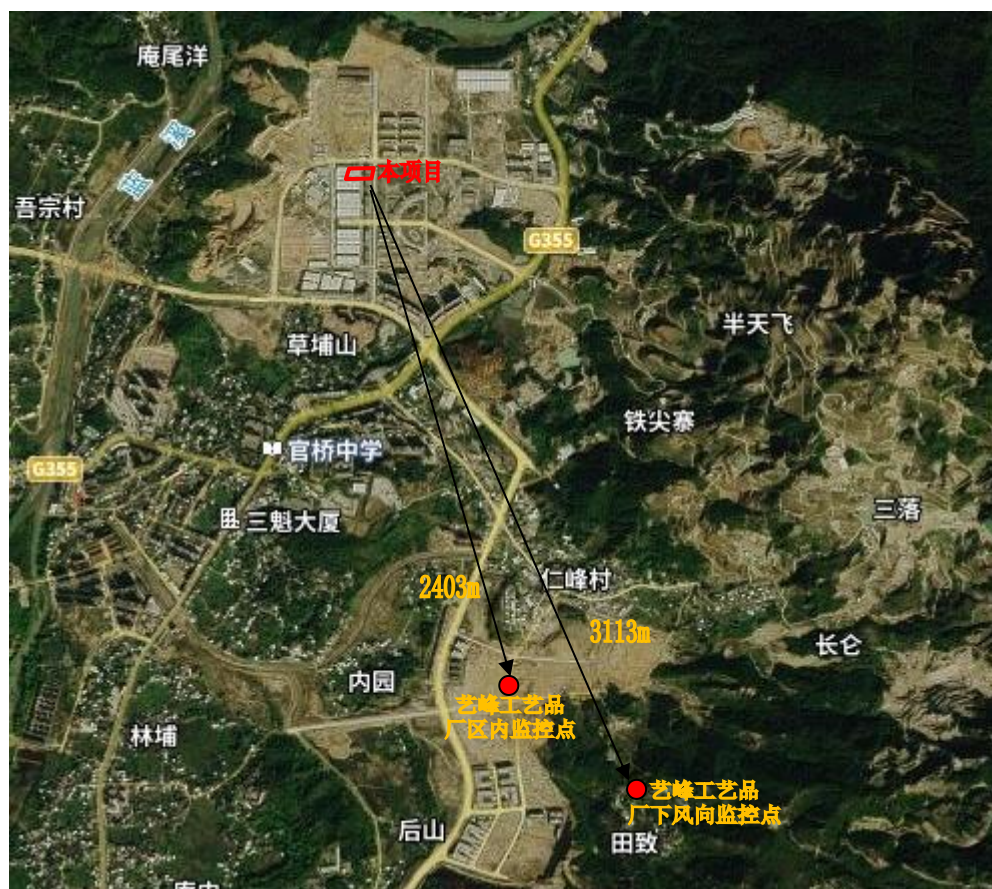 庵尾洋
溪
蓝
本项目
吾宗村
G355
半天飞
草埔山
铁尖寨
官桥中学
G355
三落
三魁大厦
仁峰村
2403m
3113m
长仑
内园
艺峰工艺品
厂区内监控点
林埔
艺峰工艺品
厂下风向监控点
后山
田致